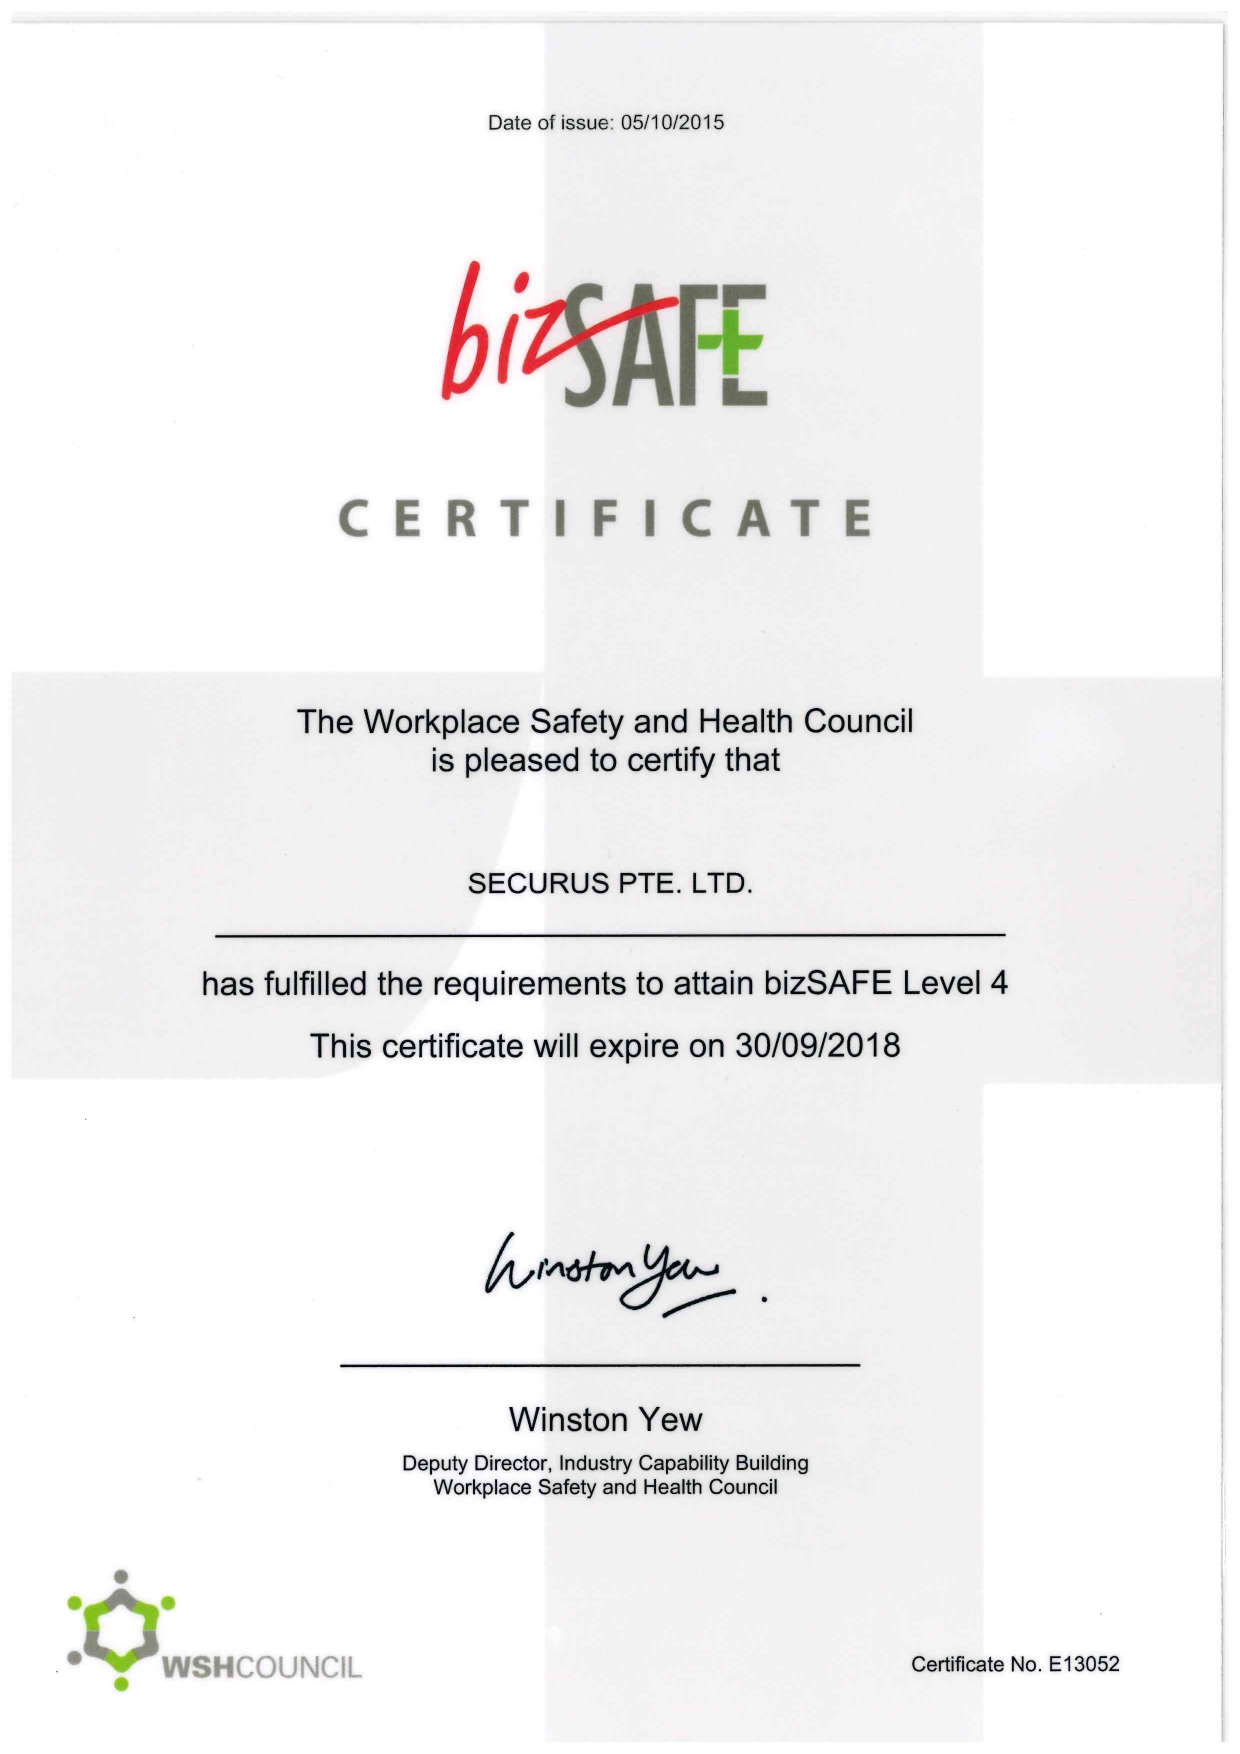 Date of issue: 05/10/2015
bizSAFE
CERTIFICATE
The Workplace Safety and Health Council
is pleased to certify that
SECURUS PTE. LTD.
has fulfilled the requirements to attain bizSAFE Level 4
This certificate will expire on 30/09/2018
Winston Yew
Winston Yew
Deputy Director, Industry Capability Building
Workplace Safety and Health Council
WSHCOUNCIL
Certificate No. E13052